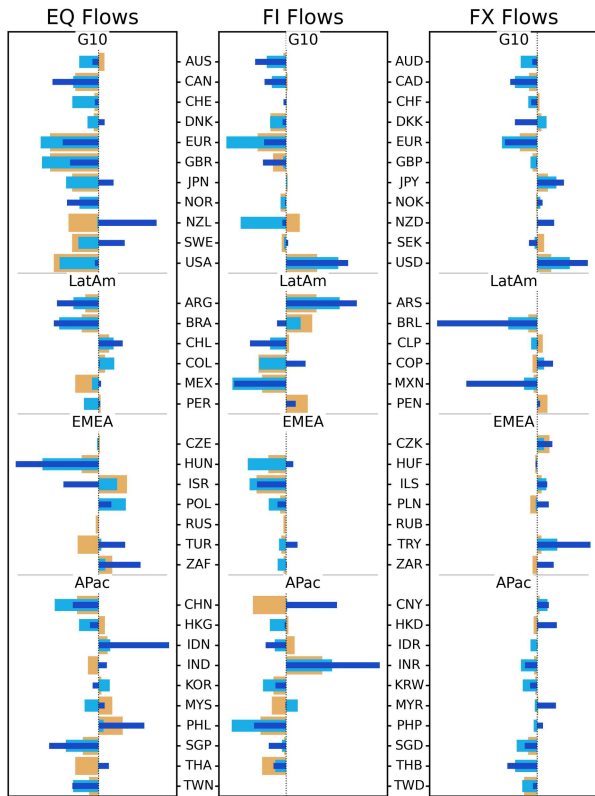 EQ Flows FI Flows FX Flows
G10 G10 G10
AUS AUD
CAN CAD
CHE CHF
DNK DKK
EUR EUR
GBR GBP
JPN JPY
NOR NOK
NZL NZD
SWE SEK
USA USD
LatAm LatAm LatAm
ARG ARS
BRA BRL
CHL CLP
COL COP
MEX MXN
PER PEN
EMEA EMEA EMEA
CZE CZK
HUN HUF
ISR ILS
POL PLN
RUS RUB
TUR TRY
ZAF ZAR
APac APac APac
CHN CNY
HKG HKD
IDN IDR
IND INR
KOR KRW
MYS MYR
PHL PHP
SGP SGD
THA THB
TWN TWD